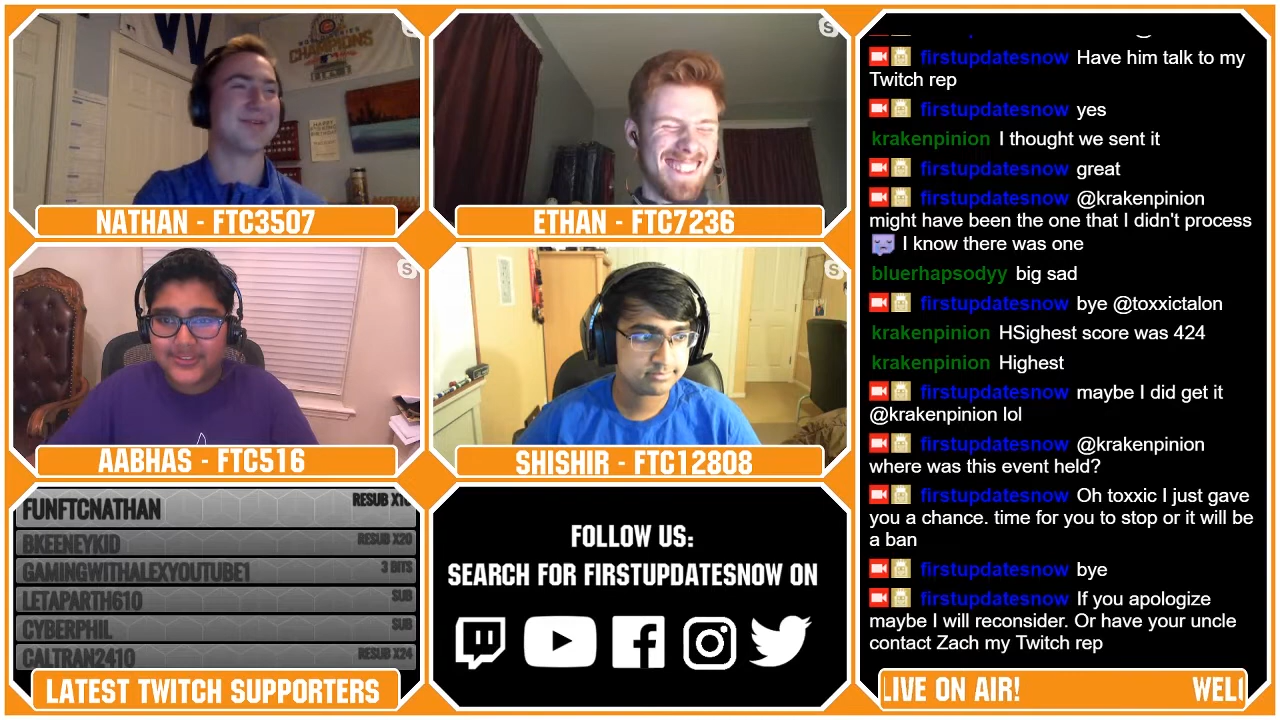 W
CHAMPIONS
NATHAN - FTC3507
ETHAN - FTC7236
AABHAS - FTC516
SHISHIR - FTC12808
FUNFTCNATHAN
BKEENEYKID RESUB X20
GAMINGWITHALEXYOUTUBE1 3 BITS
LETAPARTH610 SUB
CYBERPHIL SUB
CALTRAN2410 RESUB X24
LATEST TWITCH SUPPORTERS
FOLLOW US:
SEARCH FOR FIRSTUPDATESNOW ON
firstupdatesnow Have him talk to my
Twitch rep
firstupdatesnow yes
krakenpinion I thought we sent it
firstupdatesnow great
firstupdatesnow @krakenpinion
might have been the one that I didn't process
I know there was one
bluerhapsodyy big sad
firstupdatesnow bye @toxxictalon
krakenpinion HSighest score was 424
krakenpinion Highest
firstupdatesnow maybe I did get it
@krakenpinion lol
firstupdatesnow @krakenpinion
where was this event held?
firstupdatesnow Oh toxxic I just gave
you a chance. time for you to stop or it will be
a ban
firstupdatesnow bye
firstupdatesnow If you apologize
maybe I will reconsider. Or have your uncle
contact Zach my Twitch rep
LIVE ON AIR!